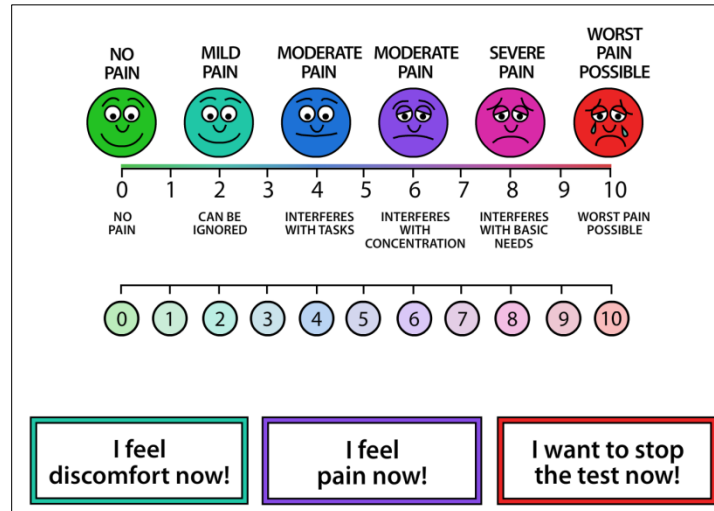 NO PAIN
MILD PAIN
MODERATE PAIN
MODERATE PAIN
SEVERE PAIN
WORST PAIN POSSIBLE
0 1 2 3 4 5 6 7 8 9 10
NO PAIN
CAN BE IGNORED
INTERFERES WITH TASKS
INTERFERES WITH CONCENTRATION
INTERFERES WITH BASIC NEEDS
WORST PAIN POSSIBLE
0 1 2 3 4 5 6 7 8 9 10
I feel
discomfort now!
I feel
pain now!
I want to stop
the test now!